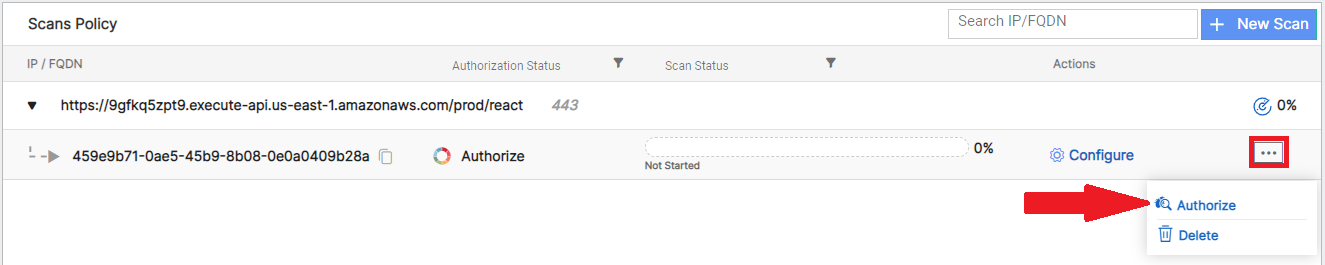 Scans Policy
Search IP/FQDN
+ New Scan
IP / FQDN Authorization Status Scan Status Actions
https://9gfkq5zpt9.execute-api.us-east-1.amazonaws.com/prod/react 443 0%
459e9b71-0ae5-45b9-8b08-0e0a0409b28a Authorize 0% Configure ...
Not Started
Authorize
Delete